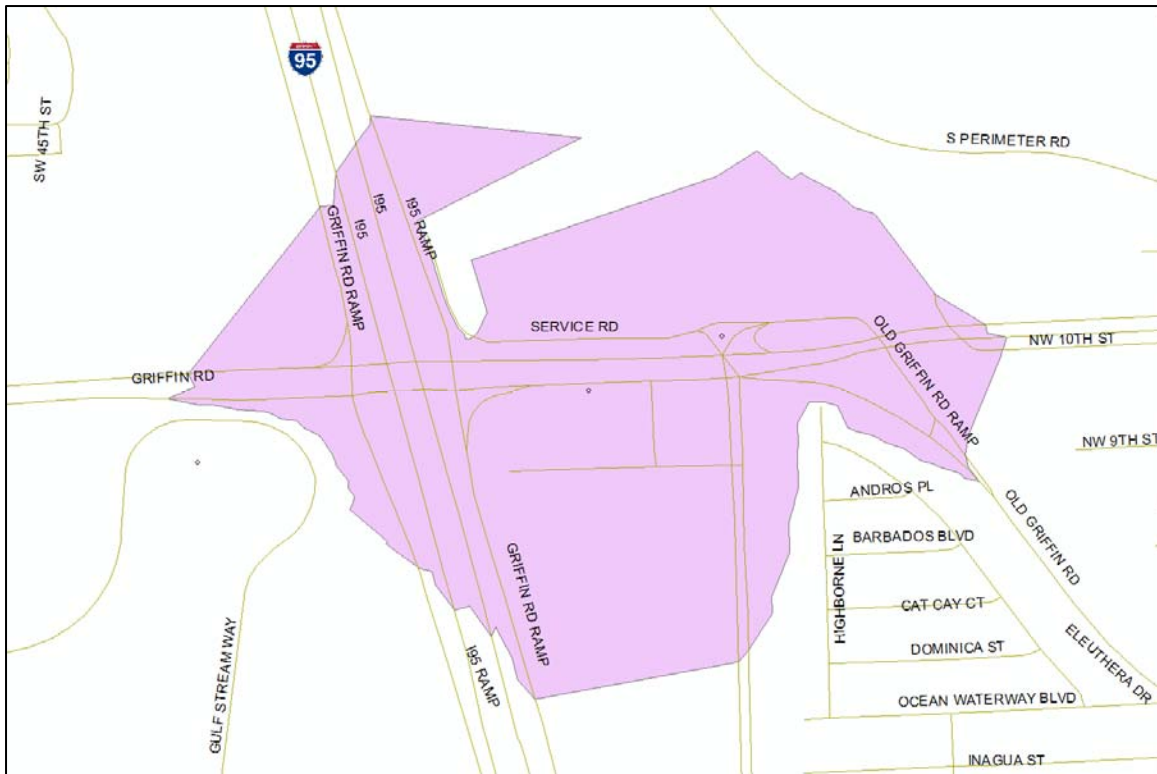 95
S PERIMETER RD
SW 45TH ST
I95 RAMP
I95
I95
GRIFFIN RD RAMP
SERVICE RD
OLD GRIFFIN RD RAMP
NW 10TH ST
GRIFFIN RD
NW 9TH ST
ANDROS PL
OLD GRIFFIN RD
BARBADOS BLVD
HIGHBORNE LN
GRIFFIN RD RAMP
CAT CAY CT
I95 RAMP
DOMINICA ST
ELEUTHERA DR
GULF STREAM WAY
OCEAN WATERWAY BLVD
INAGUA ST